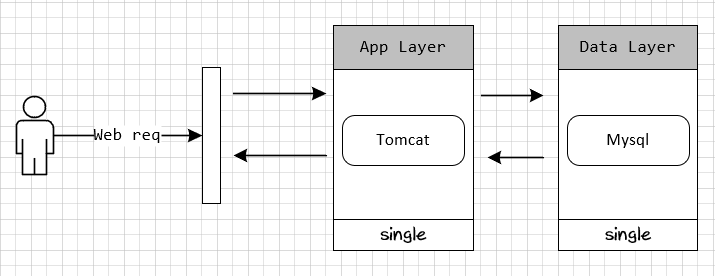 App Layer
Data Layer
Web req
Tomcat
Mysql
single
single